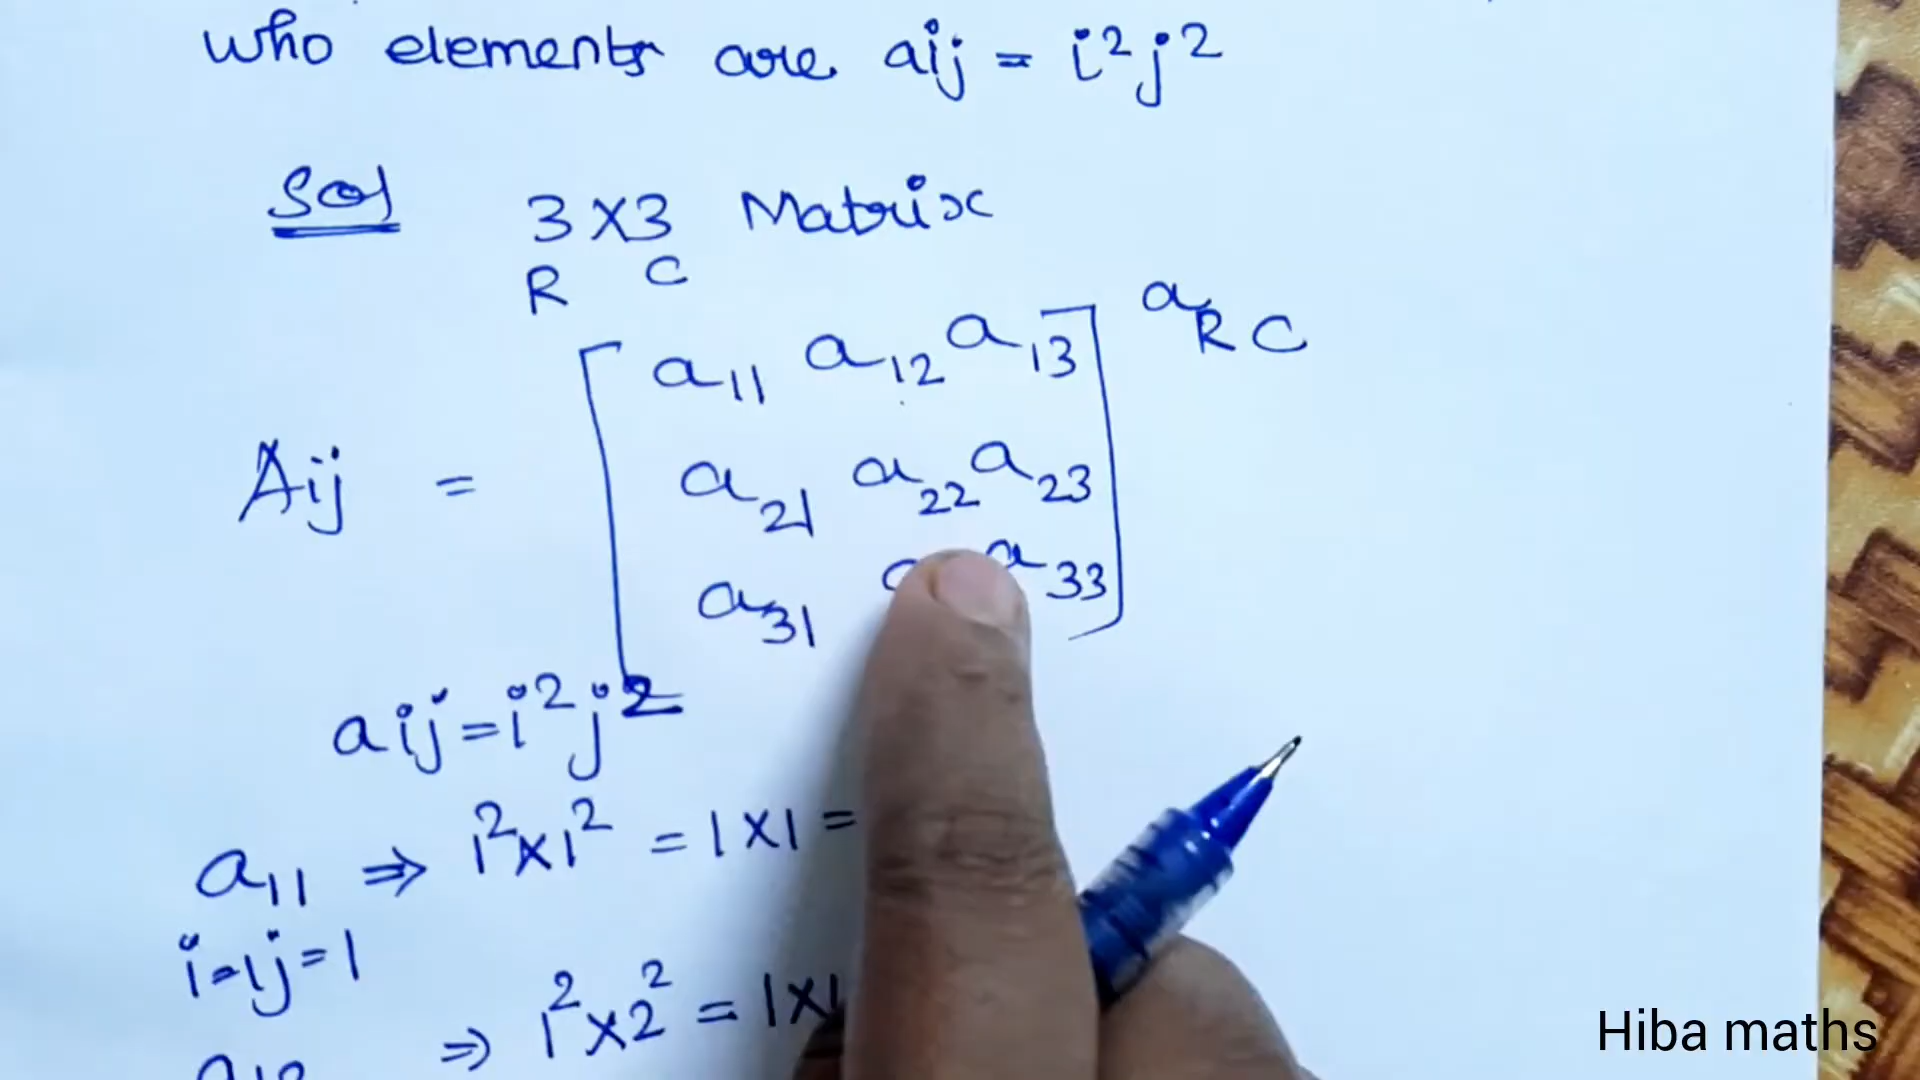 who elements are aij = i²j²
Sol 3×3 Matrix
R C
a₁₁ a₁₂ a₁₃ aRC
Aij = a₂₁ a₂₂ a₂₃
a₃₁ a a₃₃
aij=i²j²
a₁₁ ⇒ 1²×1² = 1×1 =
i=1j=1
⇒ 1²×2² = 1×
Hiba maths